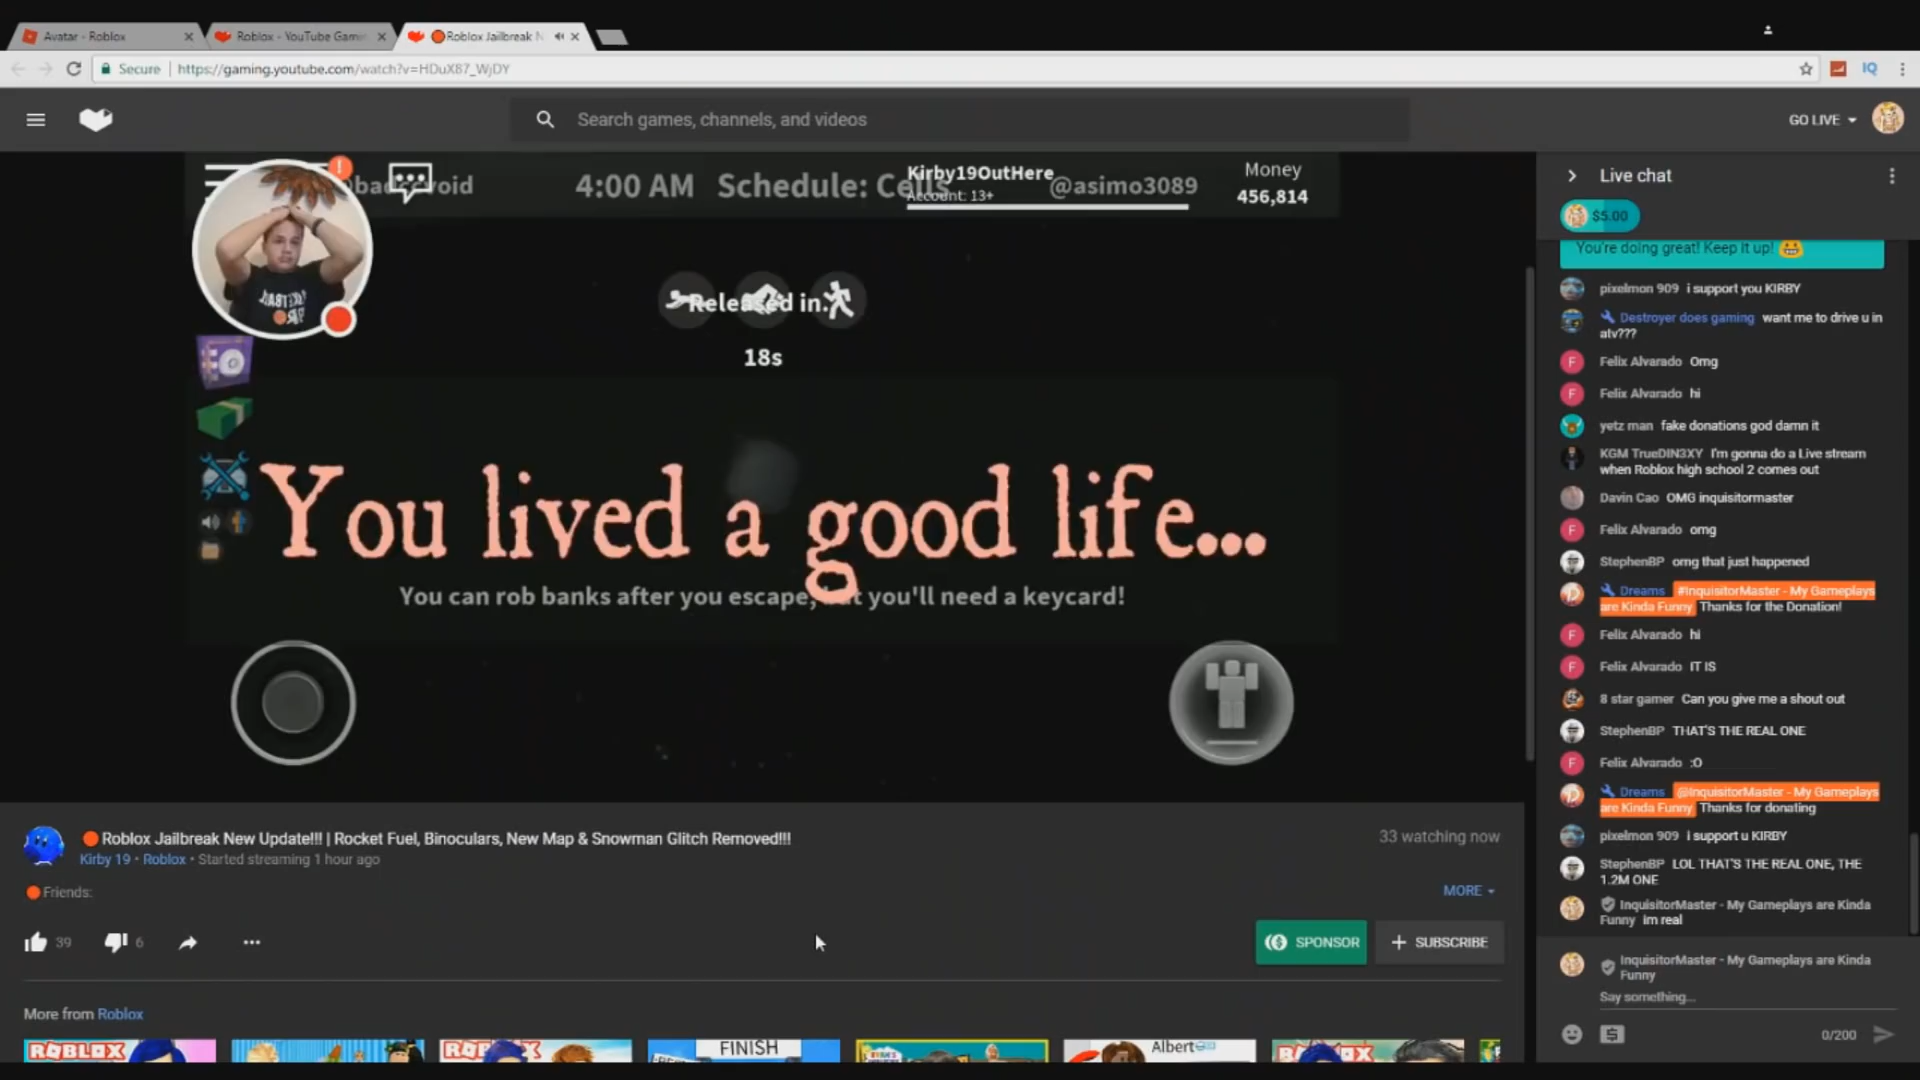 Avatar - Roblox
Roblox - YouTube Gami
Roblox Jailbreak N
Secure
https://gaming.youtube.com/watch?v=HDuX87_WjDY
IQ
Search games, channels, and videos
GO LIVE
4:00 AM
Schedule: Cells
Kirby19OutHere
Account: 13+
@asimo3089
Money
456,814
Released in..
18s
You lived a good life...
You can rob banks after you escape, but you'll need a keycard!
Roblox Jailbreak New Update!!! | Rocket Fuel, Binoculars, New Map & Snowman Glitch Removed!!!
Kirby 19 • Roblox • Started streaming 1 hour ago
33 watching now
Friends:
MORE
39
6
SPONSOR
SUBSCRIBE
More from Roblox
ROBLOX
ROBLOX
FINISH
Albert
ROBLOX
Live chat
$5.00
You're doing great! Keep it up!
pixelmon 909 i support you KIRBY
Destroyer does gaming want me to drive u in
atv???
Felix Alvarado Omg
Felix Alvarado hi
yetz man fake donations god damn it
KGM TrueDIN3XY I'm gonna do a Live stream
when Roblox high school 2 comes out
Davin Cao OMG inquisitormaster
Felix Alvarado omg
StephenBP omg that just happened
Dreams #InquisitorMaster - My Gameplays
are Kinda Funny Thanks for the Donation!
Felix Alvarado hi
Felix Alvarado IT IS
8 star gamer Can you give me a shout out
StephenBP THAT'S THE REAL ONE
Felix Alvarado :O
Dreams @InquisitorMaster - My Gameplays
are Kinda Funny Thanks for donating
pixelmon 909 i support u KIRBY
StephenBP LOL THAT'S THE REAL ONE, THE
1.2M ONE
InquisitorMaster - My Gameplays are Kinda
Funny im real
InquisitorMaster - My Gameplays are Kinda
Funny
Say something...
0/200